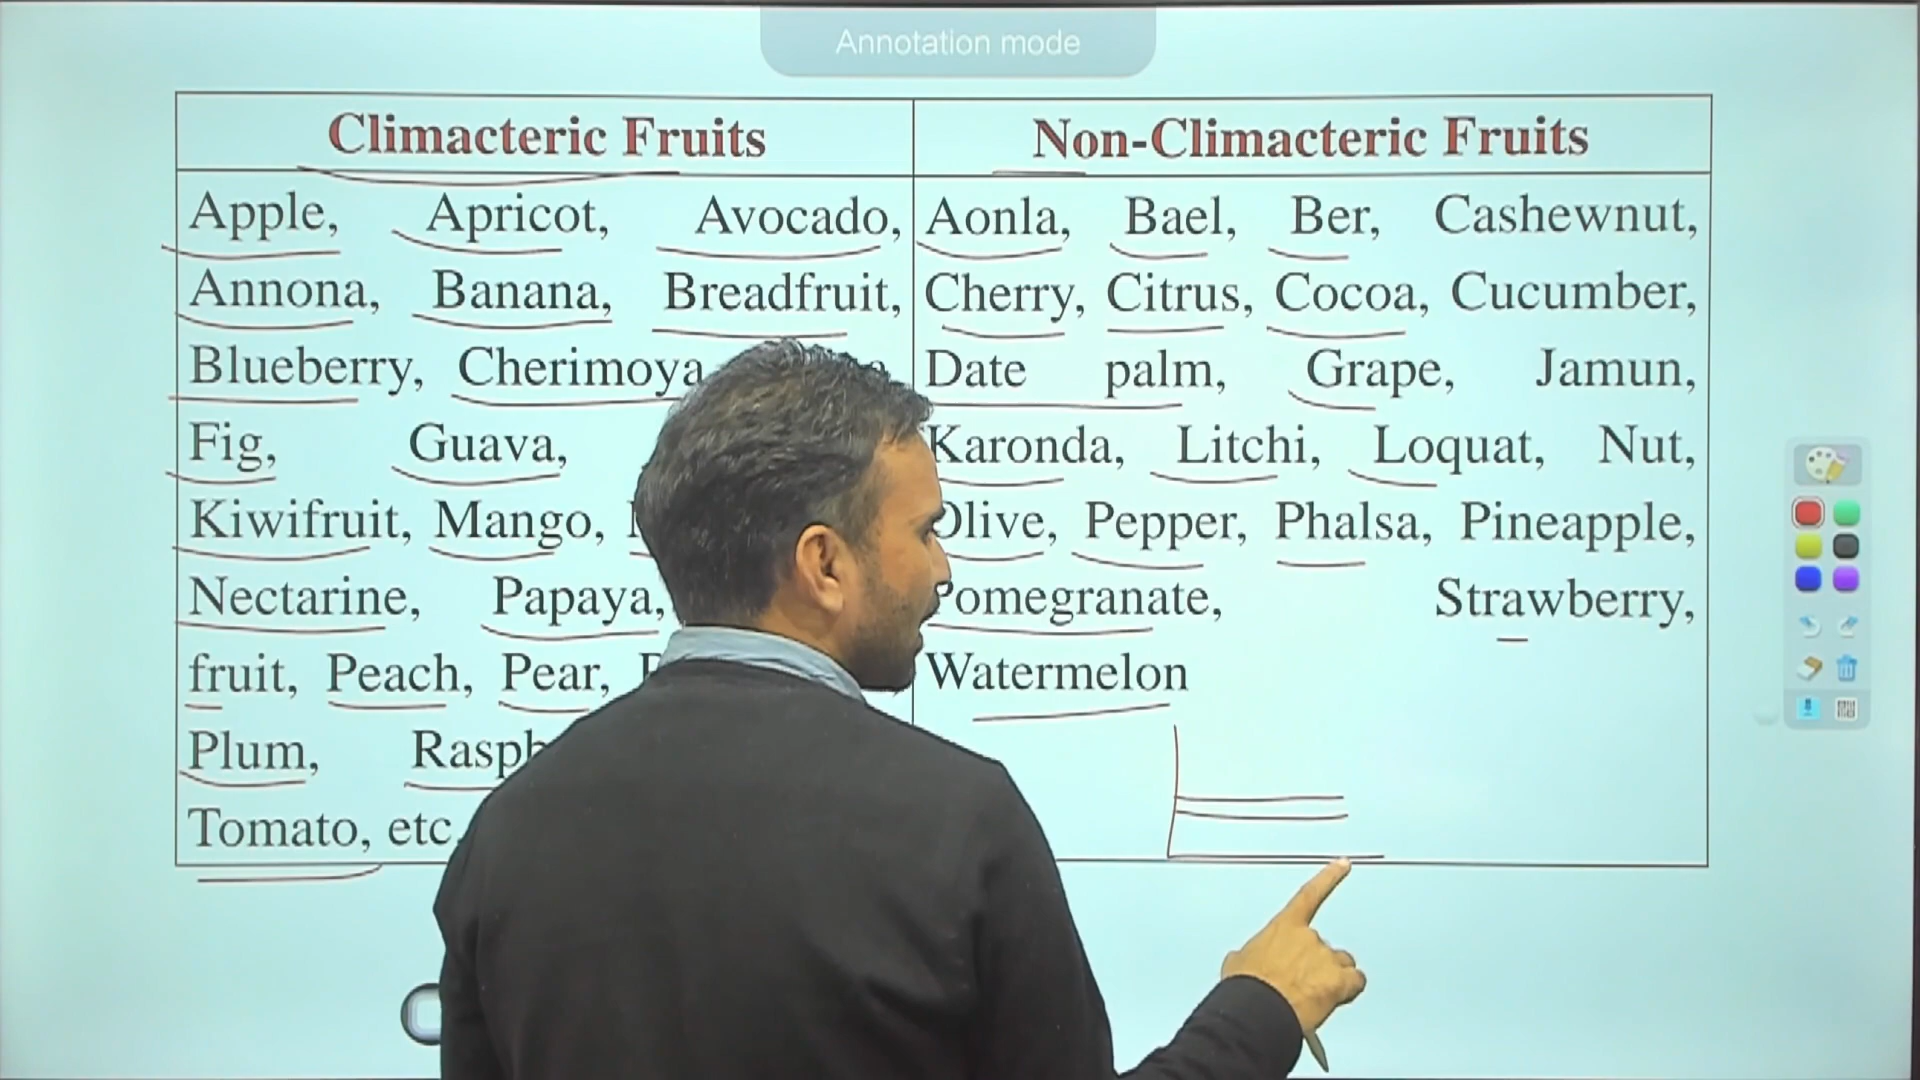 Annotation mode
Climacteric Fruits
Non-Climacteric Fruits
Apple, Apricot, Avocado,
Annona, Banana, Breadfruit,
Blueberry, Cherimoya
Fig, Guava,
Kiwifruit, Mango,
Nectarine, Papaya,
fruit, Peach, Pear,
Plum,
Tomato, etc.
Aonla, Bael, Ber, Cashewnut,
Cherry, Citrus, Cocoa, Cucumber,
Date palm, Grape, Jamun,
Karonda, Litchi, Loquat, Nut,
Olive, Pepper, Phalsa, Pineapple,
Pomegranate, Strawberry,
Watermelon